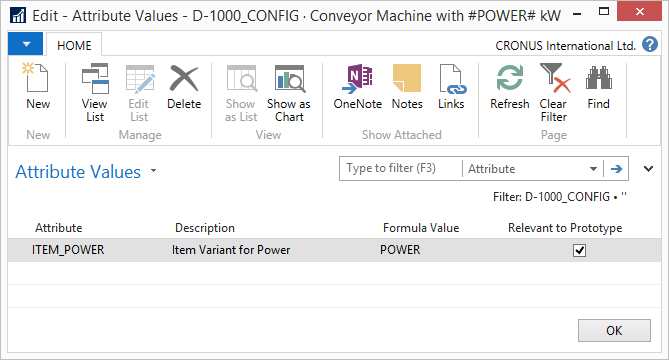 Edit - Attribute Values - D-1000_CONFIG · Conveyor Machine with #POWER# kW
HOME
CRONUS International Ltd.
?
New
View List
Edit List
Delete
Show as List
Show as Chart
OneNote
Notes
Links
Refresh
Clear Filter
Find
New
Manage
View
Show Attached
Page
Attribute Values
Type to filter (F3)
Attribute
Filter: D-1000_CONFIG • ''
Attribute Description Formula Value Relevant to Prototype
ITEM_POWER Item Variant for Power POWER
OK